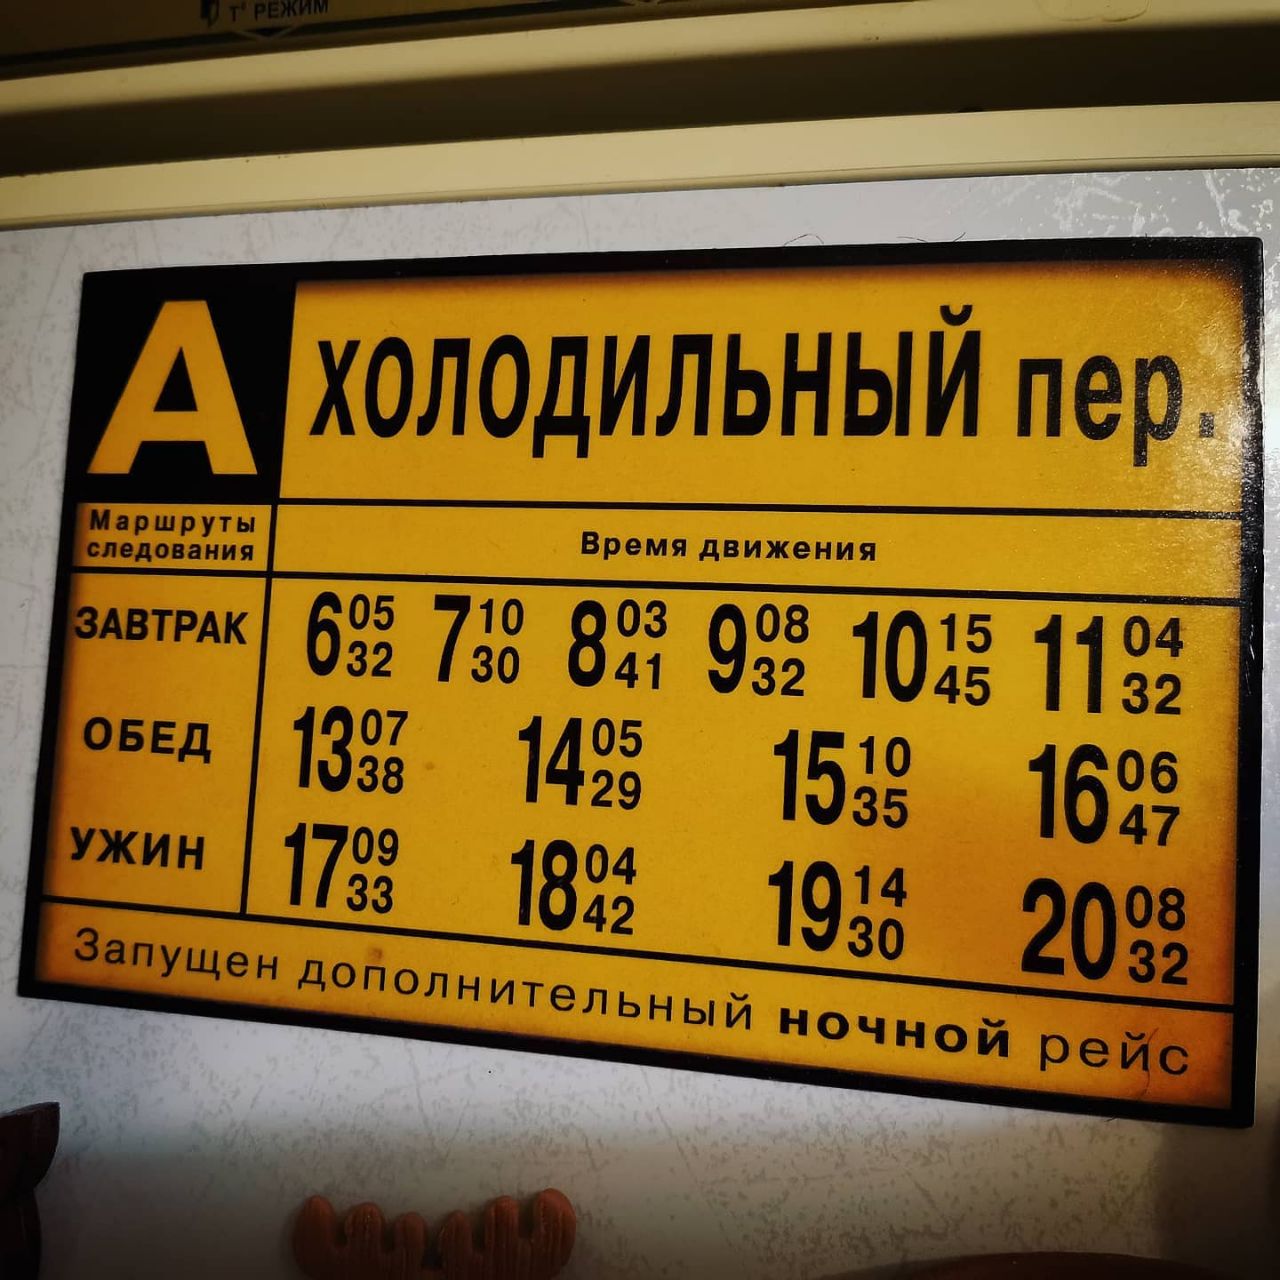 T° РЕЖИМ
А ХОЛОДИЛЬНЫЙ пер.
Маршруты следования
Время движения
ЗАВТРАК 6 05 32 7 10 30 8 03 41 9 08 32 10 15 45 11 04 32
ОБЕД 13 07 38 14 05 29 15 10 35 16 06 47
УЖИН 17 09 33 18 04 42 19 14 30 20 08 32
Запущен дополнительный ночной рейс